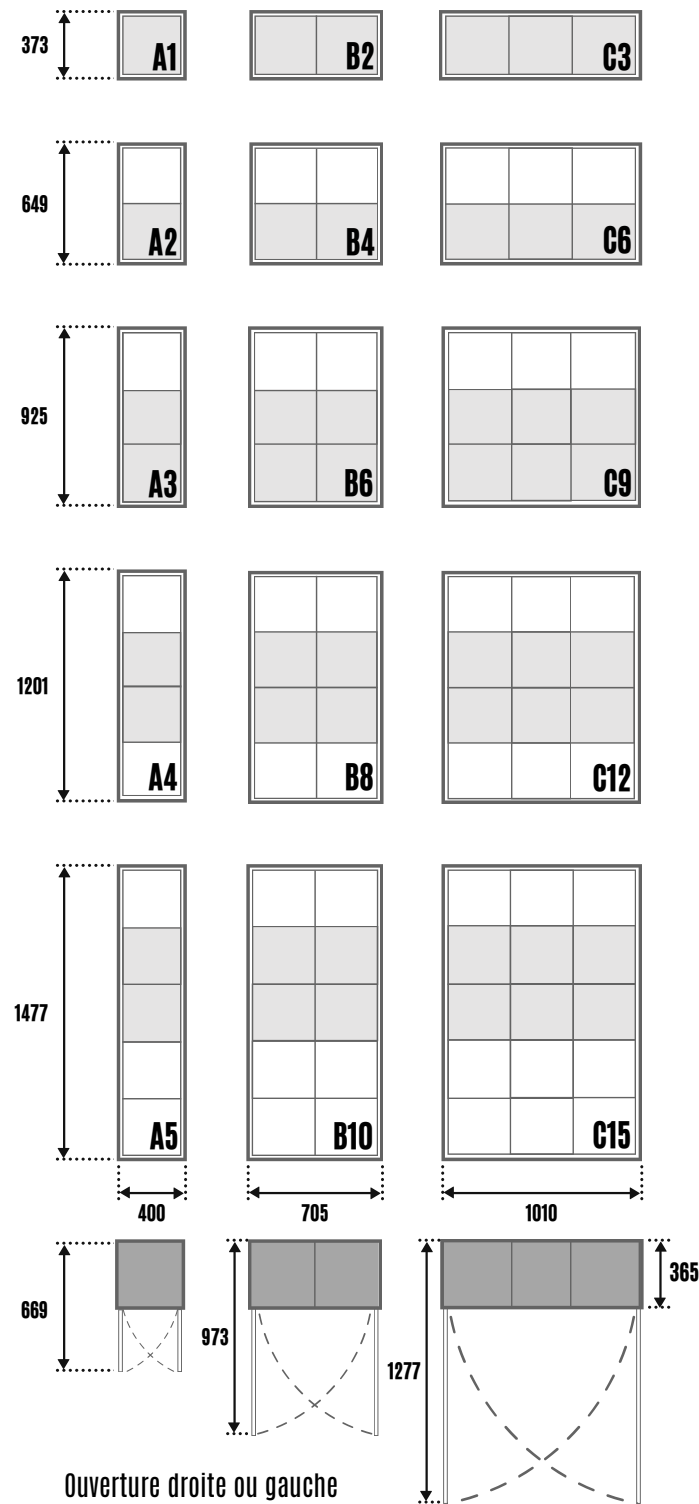 373
A1
B2
C3
649
A2
B4
C6
925
A3
B6
C9
1201
A4
B8
C12
1477
A5
B10
C15
400
705
1010
669
973
1277
365
Ouverture droite ou gauche